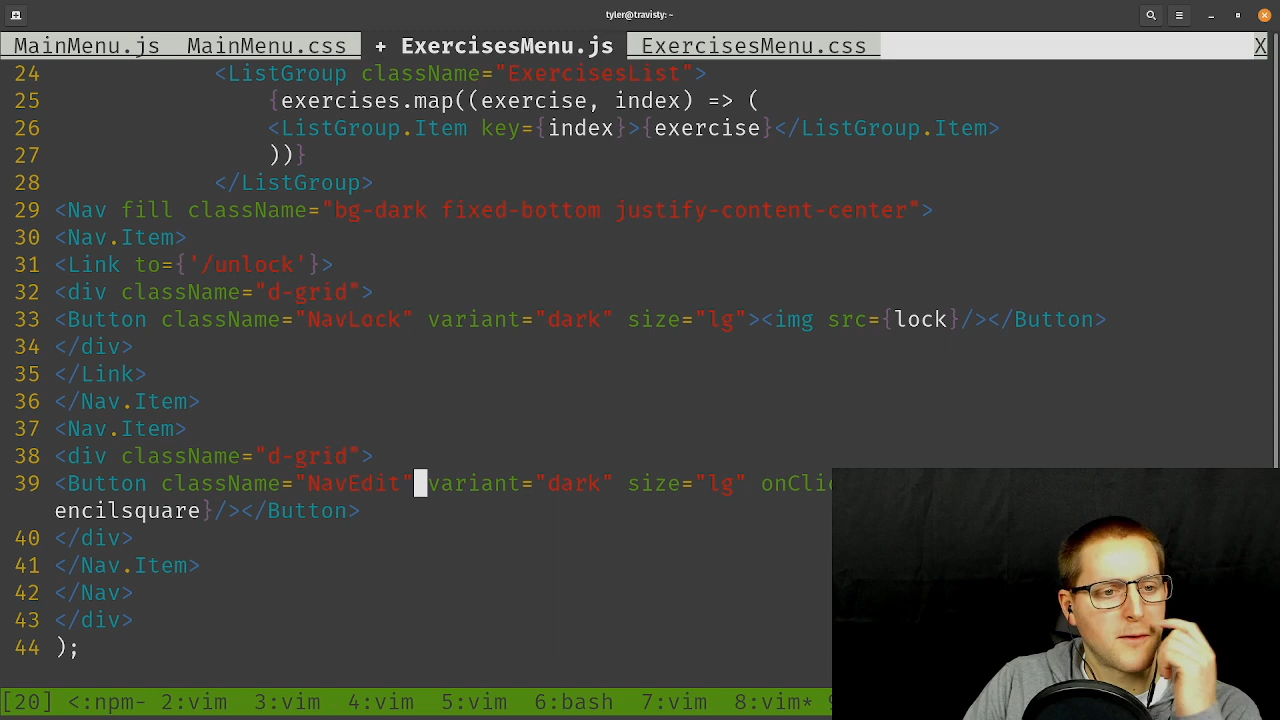 tyler@travisty: ~
MainMenu.js MainMenu.css + ExercisesMenu.js ExercisesMenu.css X
24 <ListGroup className="ExercisesList">
25 {exercises.map((exercise, index) => (
26 <ListGroup.Item key={index}>{exercise}</ListGroup.Item>
27 ))}
28 </ListGroup>
29 <Nav fill className="bg-dark fixed-bottom justify-content-center">
30 <Nav.Item>
31 <Link to={'/unlock'}>
32 <div className="d-grid">
33 <Button className="NavLock" variant="dark" size="lg"><img src={lock}/></Button>
34 </div>
35 </Link>
36 </Nav.Item>
37 <Nav.Item>
38 <div className="d-grid">
39 <Button className="NavEdit" variant="dark" size="lg" onClic
encilsquare}/></Button>
40 </div>
41 </Nav.Item>
42 </Nav>
43 </div>
44 );
[20] <:npm- 2:vim 3:vim 4:vim 5:vim 6:bash 7:vim 8:vim*